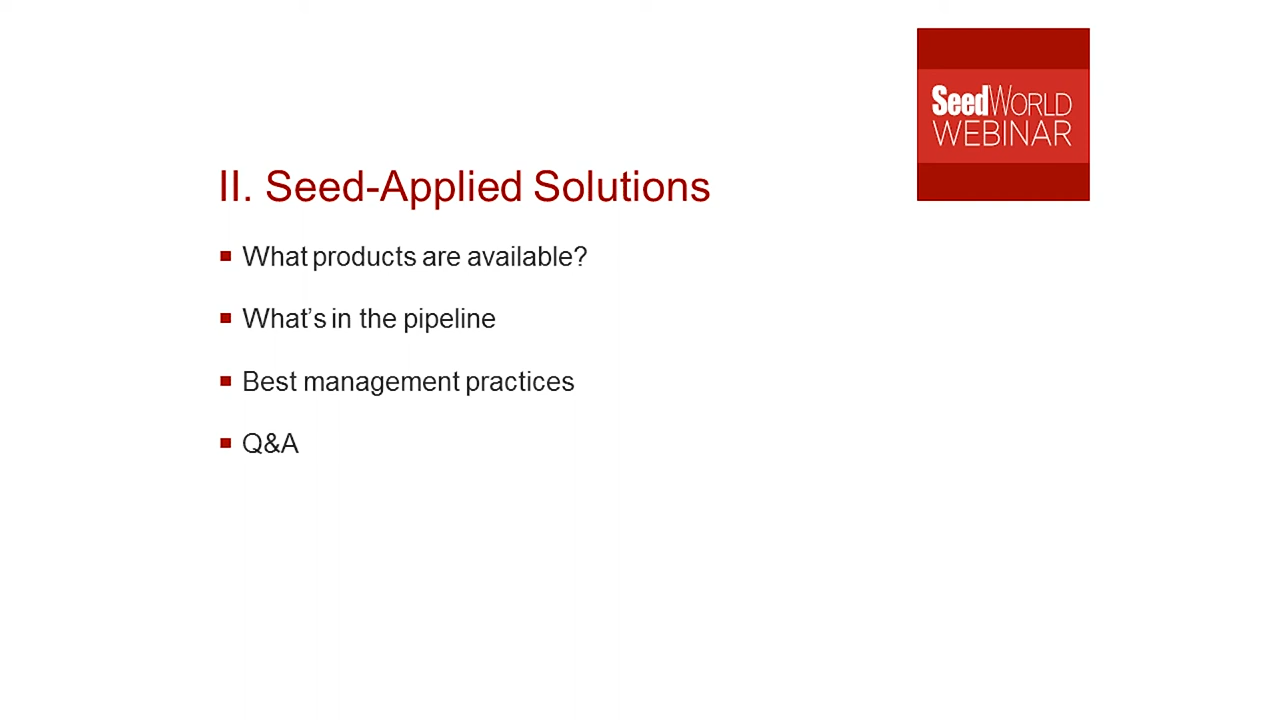 SeedWORLD
WEBINAR
II. Seed-Applied Solutions
What products are available?
What's in the pipeline
Best management practices
Q&A